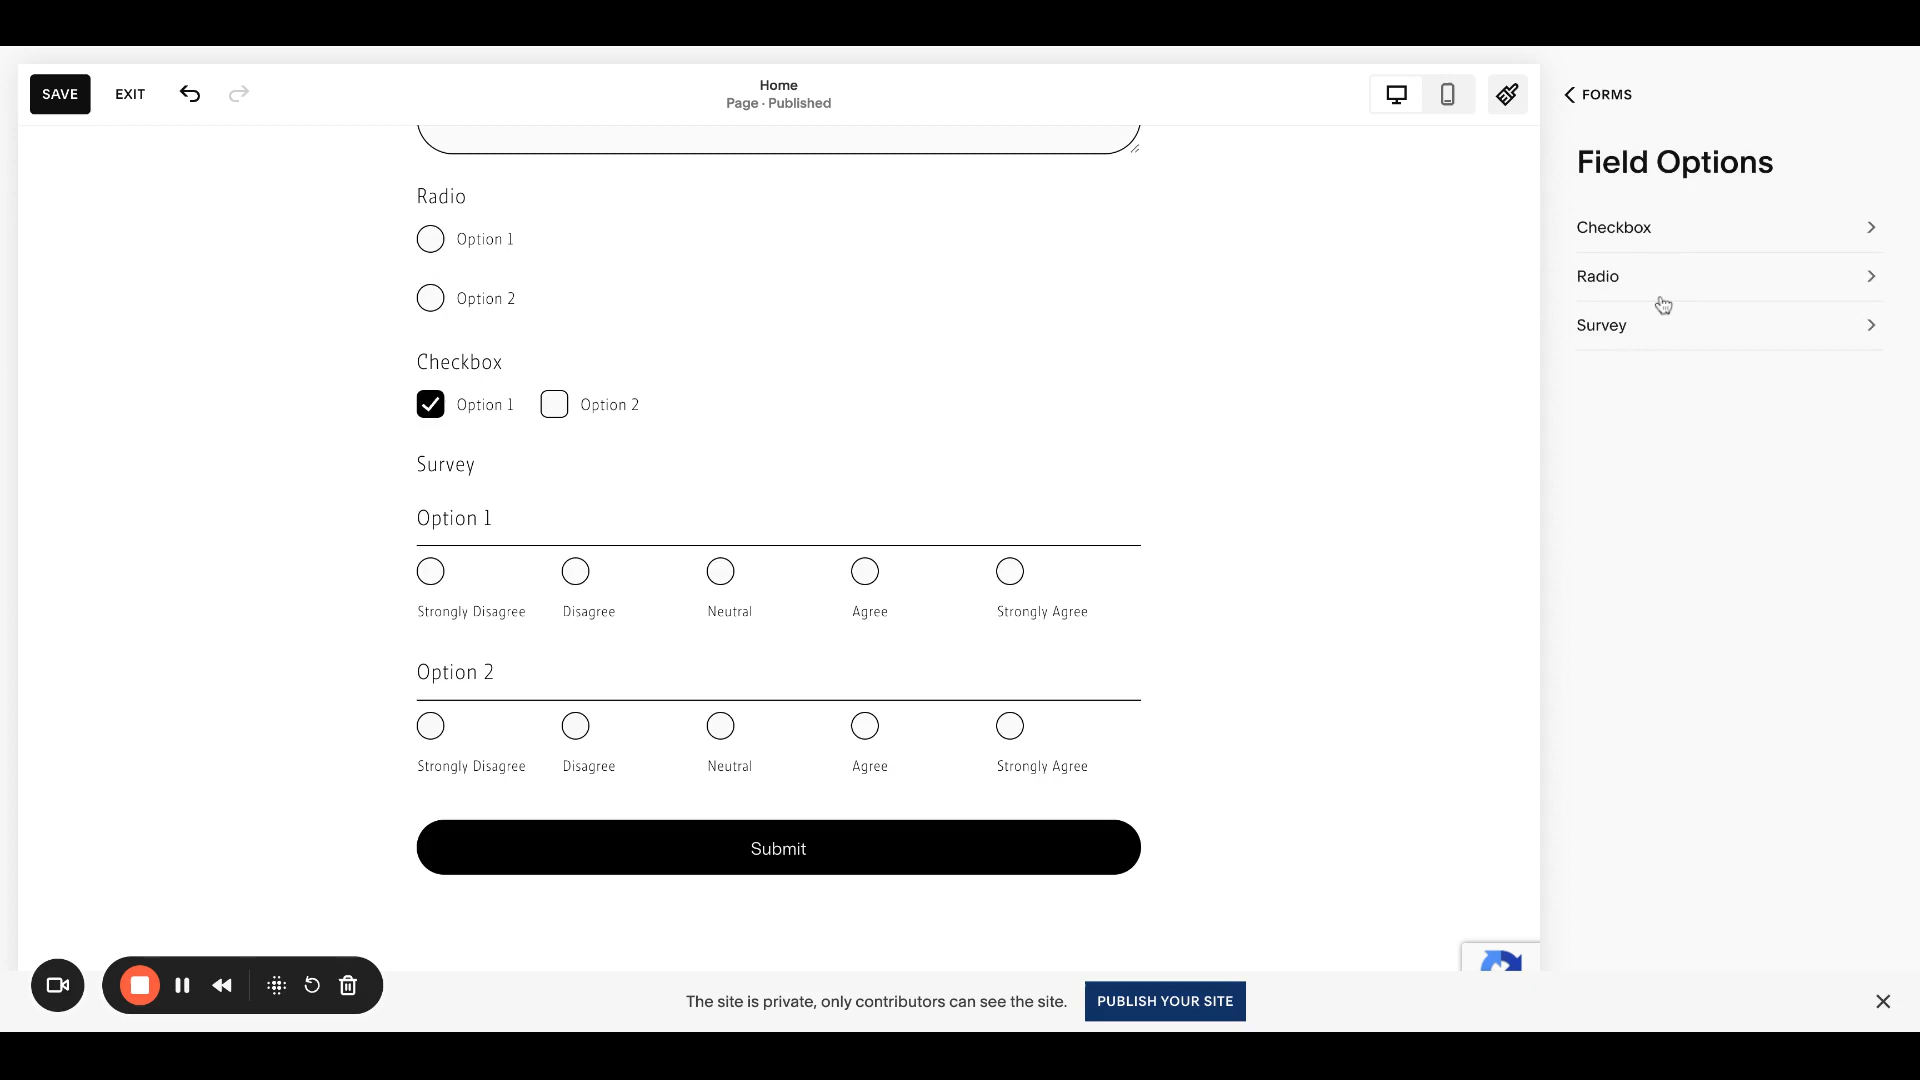 SAVE
EXIT
Home
Page · Published
FORMS
Field Options
Checkbox
Radio
Survey
Radio
Option 1
Option 2
Checkbox
Option 1
Option 2
Survey
Option 1
Strongly Disagree
Disagree
Neutral
Agree
Strongly Agree
Option 2
Strongly Disagree
Disagree
Neutral
Agree
Strongly Agree
Submit
The site is private, only contributors can see the site.
PUBLISH YOUR SITE